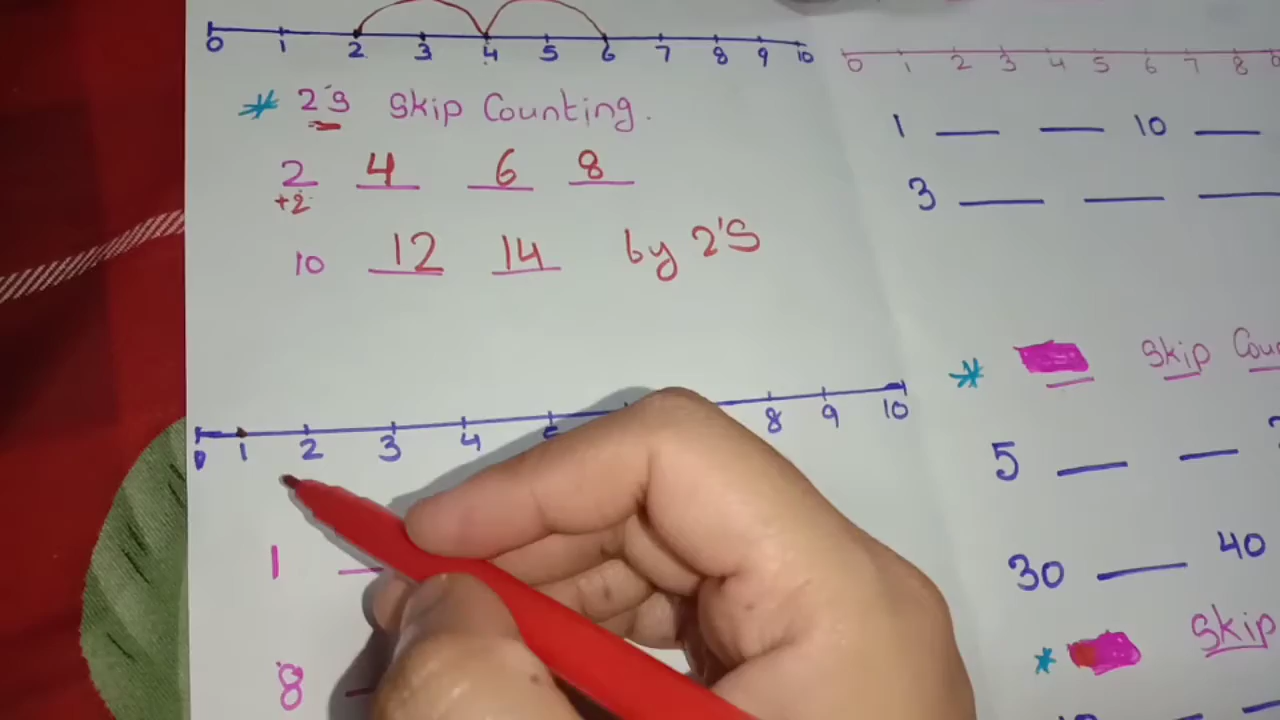 0 1 2 3 4 5 6 7 8 9 10
* 2's Skip Counting.
2 4 6 8
+2
10 12 14 by 2's
0 1 2 3 4 8 9 10
1
8
0 1 2 3 4 5 6 7 8
1 10
3
* Skip
5
30 40
* Skip